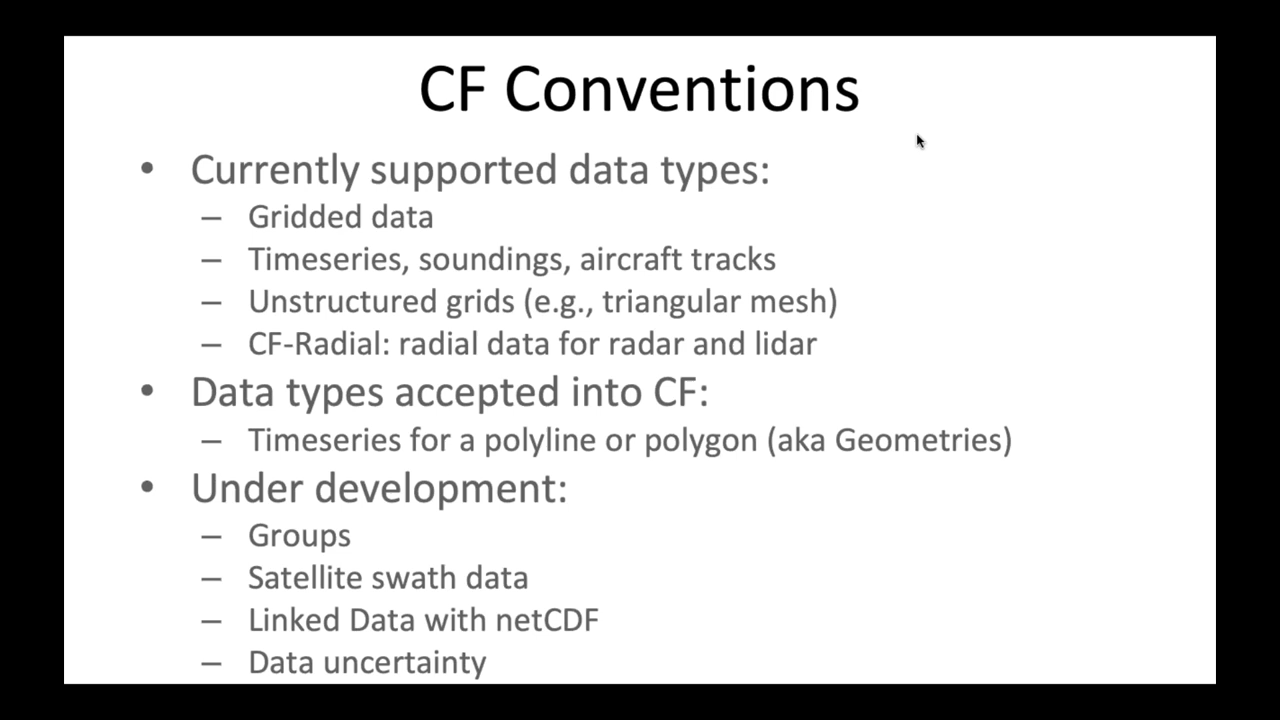 CF Conventions
• Currently supported data types:
– Gridded data
– Timeseries, soundings, aircraft tracks
– Unstructured grids (e.g., triangular mesh)
– CF-Radial: radial data for radar and lidar
• Data types accepted into CF:
– Timeseries for a polyline or polygon (aka Geometries)
• Under development:
– Groups
– Satellite swath data
– Linked Data with netCDF
– Data uncertainty